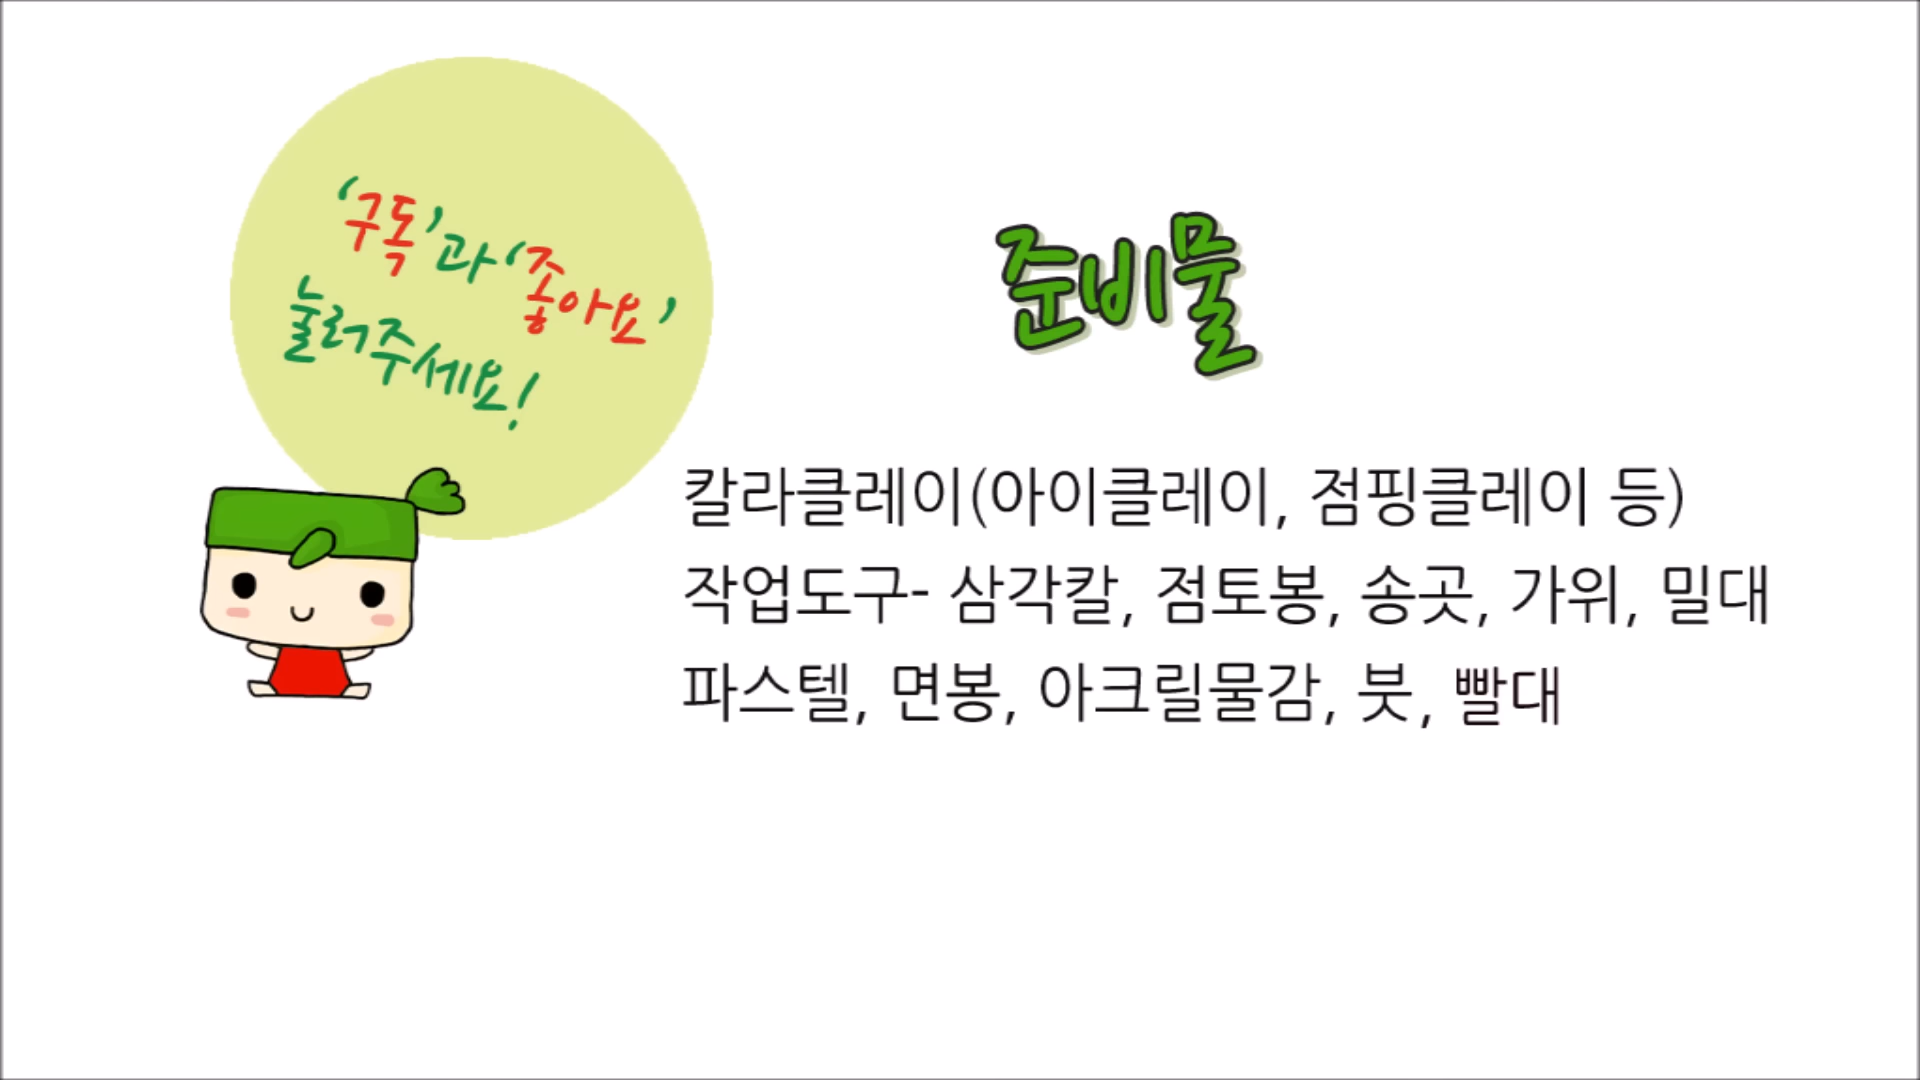 ‘구독’과 ‘좋아요’
눌러주세요!
준비물
칼라클레이(아이클레이, 점핑클레이 등)
작업도구- 삼각칼, 점토봉, 송곳, 가위, 밀대
파스텔, 면봉, 아크릴물감, 붓, 빨대